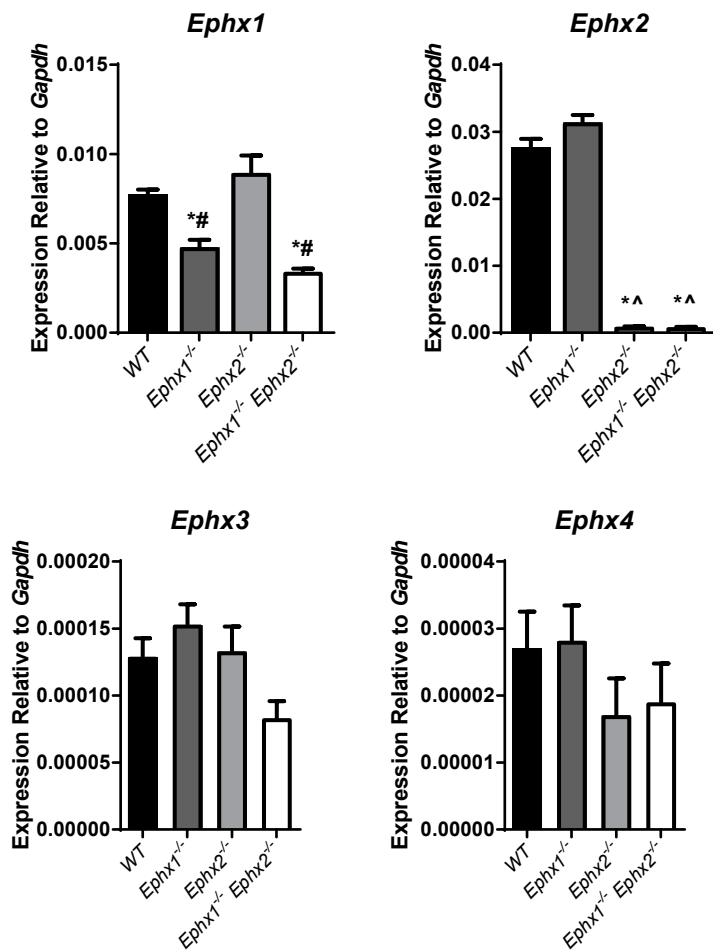 Ephx1
Expression Relative to Gapdh
0.015
0.010
0.005
0.000
*#
*#
WT
Ephx1-/-
Ephx2-/-
Ephx1-/- Ephx2-/-
Ephx2
Expression Relative to Gapdh
0.04
0.03
0.02
0.01
0.00
*^
*^
WT
Ephx1-/-
Ephx2-/-
Ephx1-/- Ephx2-/-
Ephx3
Expression Relative to Gapdh
0.00020
0.00015
0.00010
0.00005
0.00000
WT
Ephx1-/-
Ephx2-/-
Ephx1-/- Ephx2-/-
Ephx4
Expression Relative to Gapdh
0.00004
0.00003
0.00002
0.00001
0.00000
WT
Ephx1-/-
Ephx2-/-
Ephx1-/- Ephx2-/-